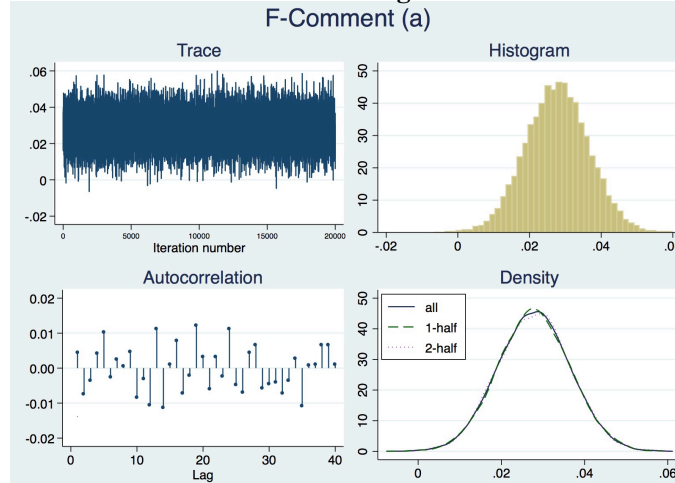 F-Comment (a)
Trace
.06
.04
.02
0
-.02
0 5000 10000 15000 20000
Iteration number
Histogram
50
40
30
20
10
0
-.02 0 .02 .04
Autocorrelation
0.02
0.01
0.00
-0.01
-0.02
0 10 20 30 40
Lag
Density
50
40
30
20
10
0
all
1-half
2-half
0 .02 .04 .06